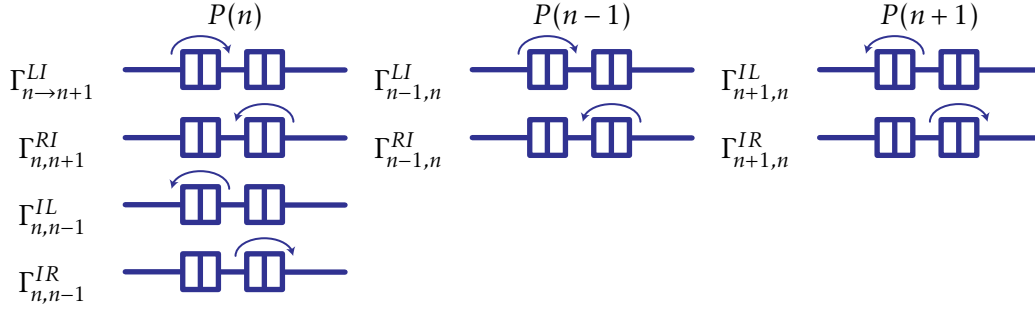 P(n) P(n − 1) P(n + 1)
Γ^{LI}_{n→n+1} Γ^{LI}_{n−1,n} Γ^{IL}_{n+1,n}
Γ^{RI}_{n,n+1} Γ^{RI}_{n−1,n} Γ^{IR}_{n+1,n}
Γ^{IL}_{n,n−1}
Γ^{IR}_{n,n−1}